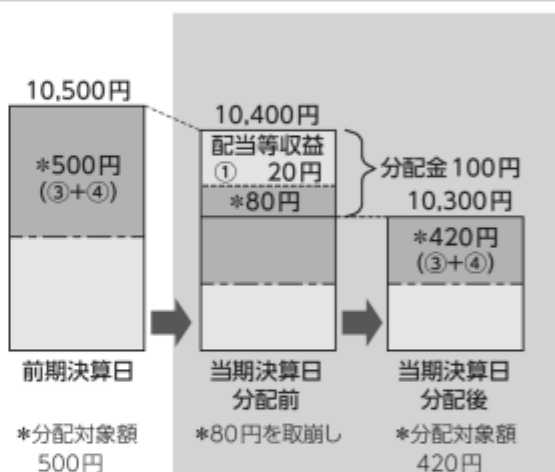 10,500円
*500円
(③+④)
前期決算日
*分配対象額
500円
10,400円
配当等収益
① 20円
*80円
分配金 100円
当期決算日
分配前
*80円を取崩し
10,300円
*420円
(③+④)
当期決算日
分配後
*分配対象額
420円